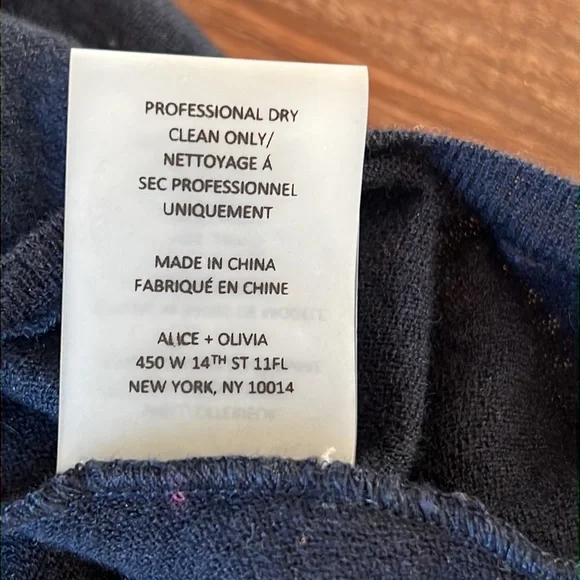 PROFESSIONAL DRY
CLEAN ONLY/
NETTOYAGE Á
SEC PROFESSIONNEL
UNIQUEMENT
MADE IN CHINA
FABRIQUÉ EN CHINE
ALICE + OLIVIA
450 W 14TH ST 11FL
NEW YORK, NY 10014